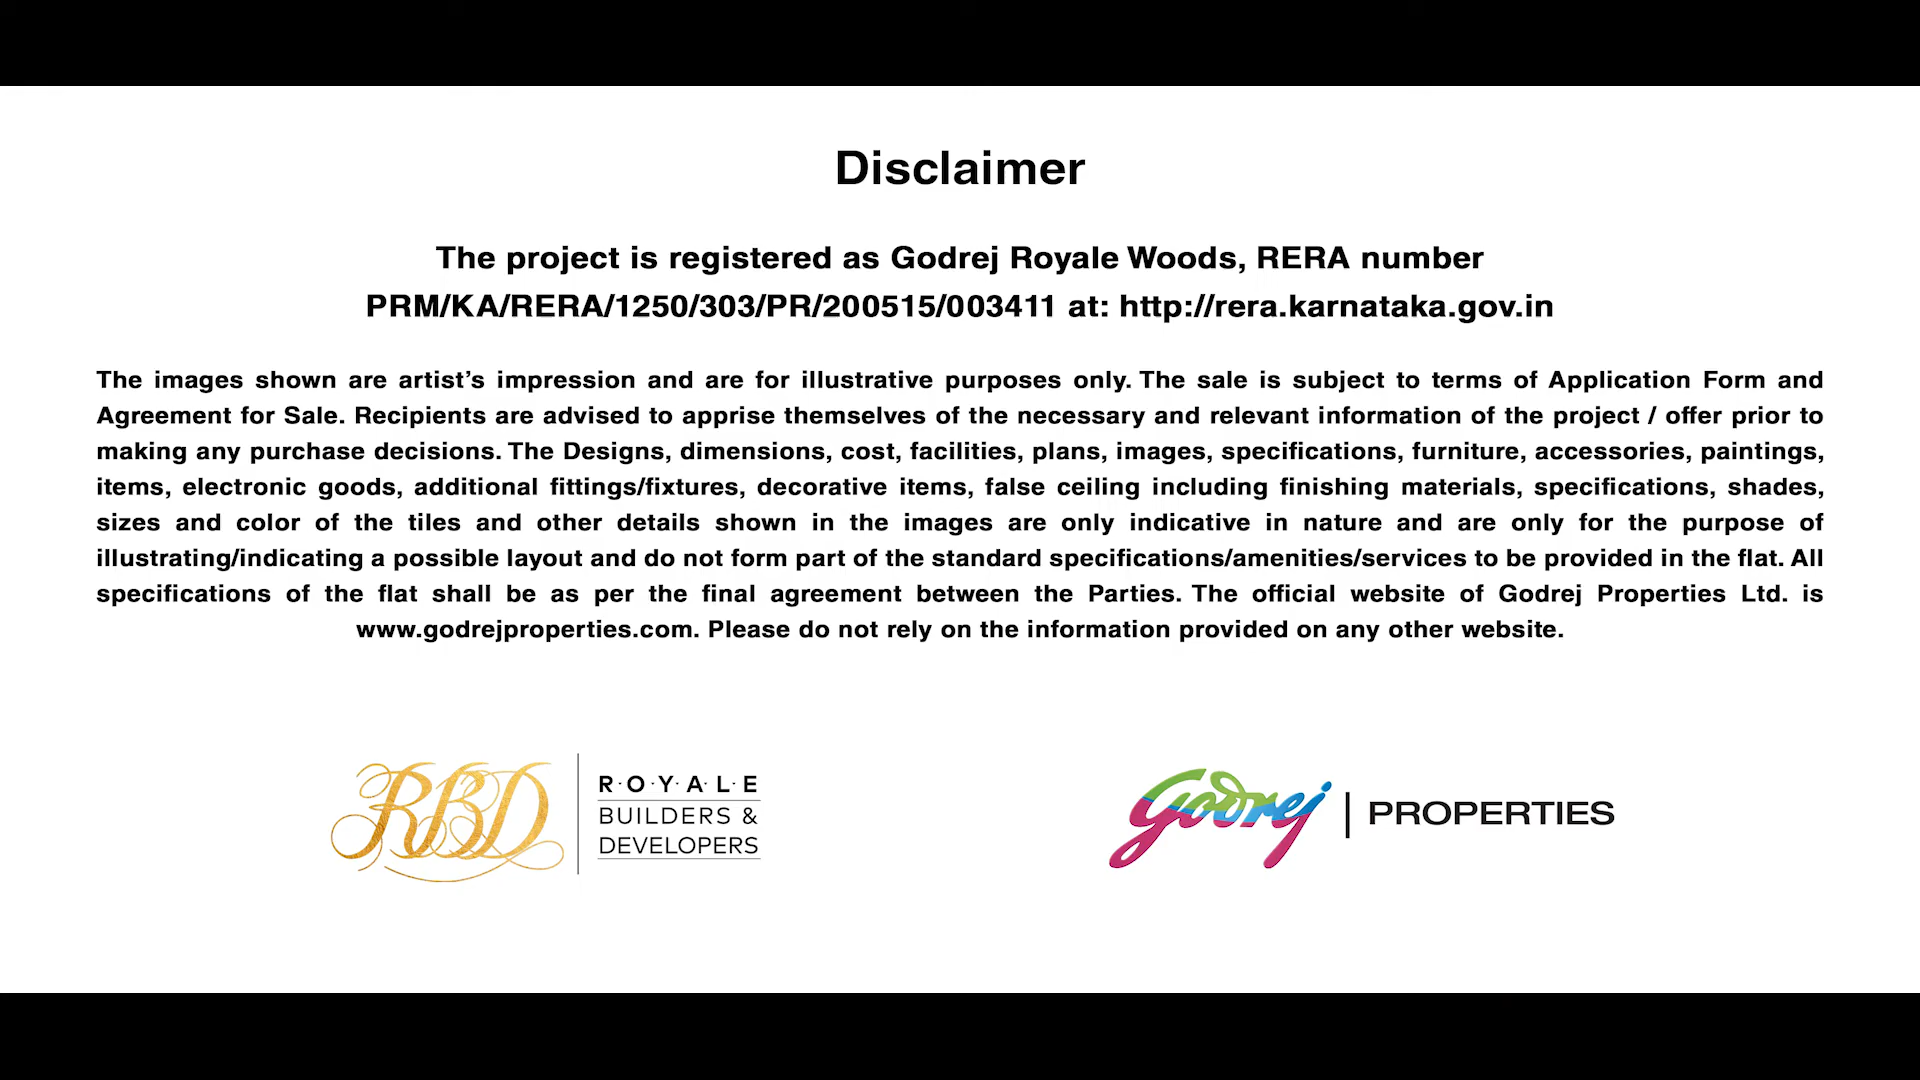 Disclaimer
The project is registered as Godrej Royale Woods, RERA number
PRM/KA/RERA/1250/303/PR/200515/003411 at: http://rera.karnataka.gov.in
The images shown are artist’s impression and are for illustrative purposes only. The sale is subject to terms of Application Form and
Agreement for Sale. Recipients are advised to apprise themselves of the necessary and relevant information of the project / offer prior to
making any purchase decisions. The Designs, dimensions, cost, facilities, plans, images, specifications, furniture, accessories, paintings,
items, electronic goods, additional fittings/fixtures, decorative items, false ceiling including finishing materials, specifications, shades,
sizes and color of the tiles and other details shown in the images are only indicative in nature and are only for the purpose of
illustrating/indicating a possible layout and do not form part of the standard specifications/amenities/services to be provided in the flat. All
specifications of the flat shall be as per the final agreement between the Parties. The official website of Godrej Properties Ltd. is
www.godrejproperties.com. Please do not rely on the information provided on any other website.
RBD
R·O·Y·A·L·E
BUILDERS &
DEVELOPERS
Godrej | PROPERTIES